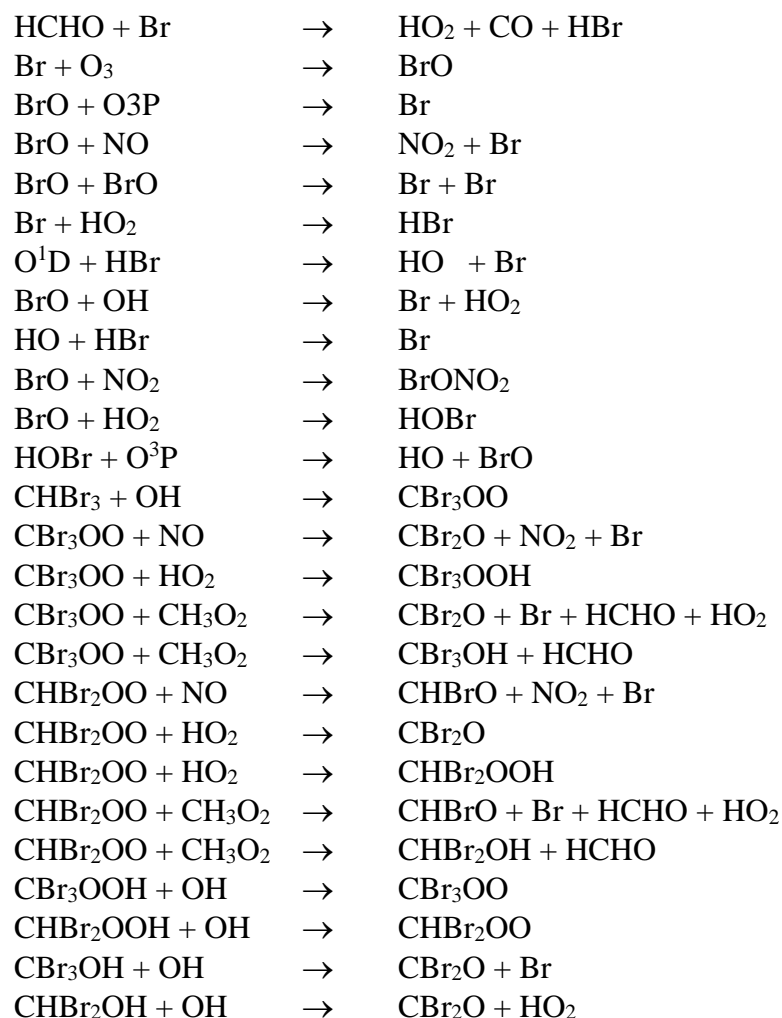 HCHO + Br → HO₂ + CO + HBr
Br + O₃ → BrO
BrO + O3P → Br
BrO + NO → NO₂ + Br
BrO + BrO → Br + Br
Br + HO₂ → HBr
O¹D + HBr → HO + Br
BrO + OH → Br + HO₂
HO + HBr → Br
BrO + NO₂ → BrONO₂
BrO + HO₂ → HOBr
HOBr + O³P → HO + BrO
CHBr₃ + OH → CBr₃OO
CBr₃OO + NO → CBr₂O + NO₂ + Br
CBr₃OO + HO₂ → CBr₃OOH
CBr₃OO + CH₃O₂ → CBr₂O + Br + HCHO + HO₂
CBr₃OO + CH₃O₂ → CBr₃OH + HCHO
CHBr₂OO + NO → CHBrO + NO₂ + Br
CHBr₂OO + HO₂ → CBr₂O
CHBr₂OO + HO₂ → CHBr₂OOH
CHBr₂OO + CH₃O₂ → CHBrO + Br + HCHO + HO₂
CHBr₂OO + CH₃O₂ → CHBr₂OH + HCHO
CBr₃OOH + OH → CBr₃OO
CHBr₂OOH + OH → CHBr₂OO
CBr₃OH + OH → CBr₂O + Br
CHBr₂OH + OH → CBr₂O + HO₂